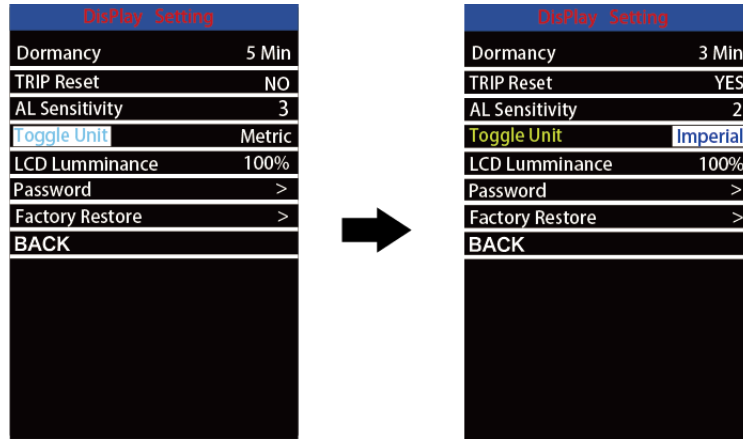 DisPlay Setting
Dormancy 5 Min
TRIP Reset NO
AL Sensitivity 3
Toggle Unit Metric
LCD Lumminance 100%
Password >
Factory Restore >
BACK
DisPlay Setting
Dormancy 3 Min
TRIP Reset YES
AL Sensitivity 2
Toggle Unit Imperial
LCD Lumminance 100%
Password >
Factory Restore >
BACK